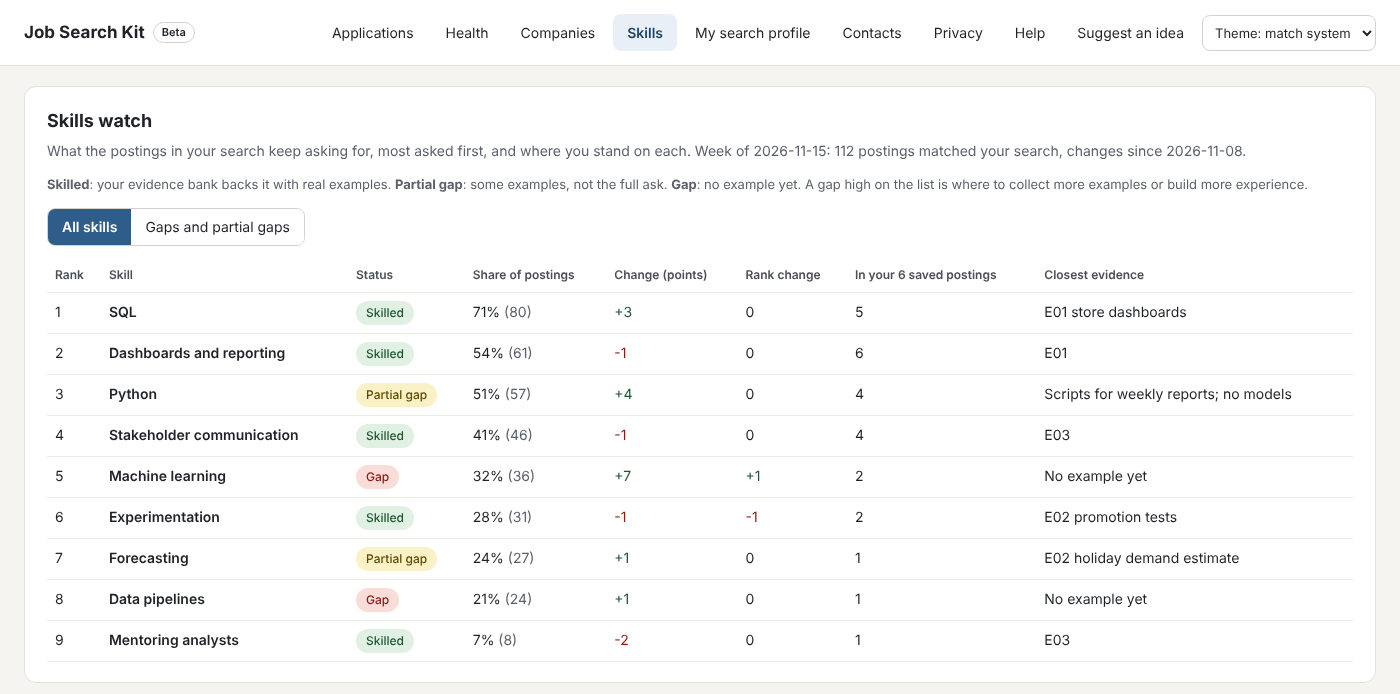 Job Search Kit Beta Applications Health Companies Skills My search profile Contacts Privacy Help Suggest an idea Theme: match system
Skills watch
What the postings in your search keep asking for, most asked first, and where you stand on each. Week of 2026-11-15: 112 postings matched your search, changes since 2026-11-08.
Skilled: your evidence bank backs it with real examples. Partial gap: some examples, not the full ask. Gap: no example yet. A gap high on the list is where to collect more examples or build more experience.
All skills Gaps and partial gaps
Rank Skill Status Share of postings Change (points) Rank change In your 6 saved postings Closest evidence
1 SQL Skilled 71% (80) +3 0 5 E01 store dashboards
2 Dashboards and reporting Skilled 54% (61) -1 0 6 E01
3 Python Partial gap 51% (57) +4 0 4 Scripts for weekly reports; no models
4 Stakeholder communication Skilled 41% (46) -1 0 4 E03
5 Machine learning Gap 32% (36) +7 +1 2 No example yet
6 Experimentation Skilled 28% (31) -1 -1 2 E02 promotion tests
7 Forecasting Partial gap 24% (27) +1 0 1 E02 holiday demand estimate
8 Data pipelines Gap 21% (24) +1 0 1 No example yet
9 Mentoring analysts Skilled 7% (8) -2 0 1 E03